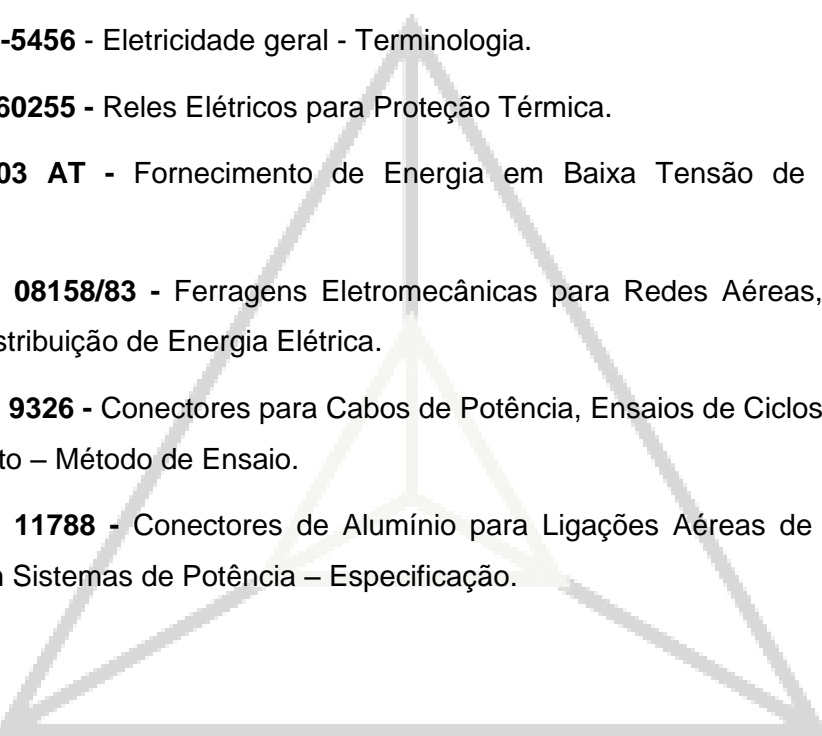 -5456 - Eletricidade geral - Terminologia.
60255 - Reles Elétricos para Proteção Térmica.
03 AT - Fornecimento de Energia em Baixa Tensão de
08158/83 - Ferragens Eletromecânicas para Redes Aéreas,
stribuição de Energia Elétrica.
9326 - Conectores para Cabos de Potência, Ensaios de Ciclos
to – Método de Ensaio.
11788 - Conectores de Alumínio para Ligações Aéreas de
Sistemas de Potência – Especificação.